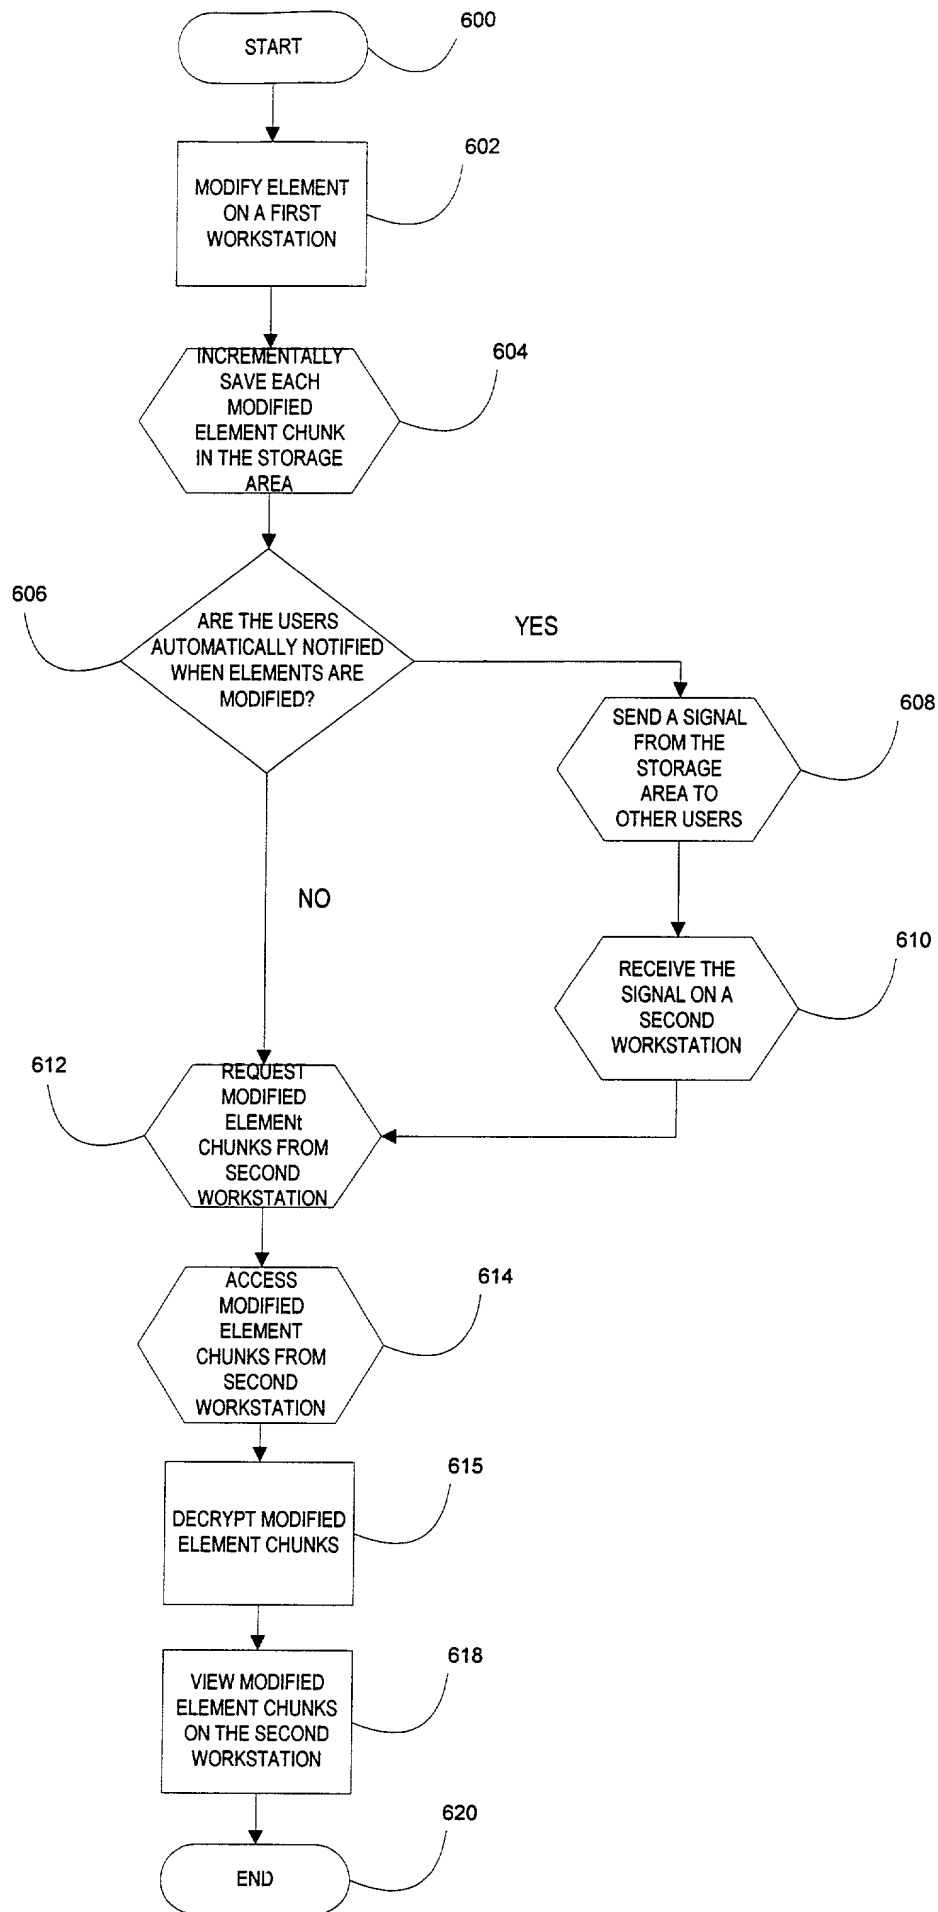 START
600
602
MODIFY ELEMENT
ON A FIRST
WORKSTATION
604
INCREMENTALLY
SAVE EACH
MODIFIED
ELEMENT CHUNK
IN THE STORAGE
AREA
606
ARE THE USERS
AUTOMATICALLY NOTIFIED
WHEN ELEMENTS ARE
MODIFIED?
YES
608
SEND A SIGNAL
FROM THE
STORAGE
AREA TO
OTHER USERS
NO
610
RECEIVE THE
SIGNAL ON A
SECOND
WORKSTATION
612
REQUEST
MODIFIED
ELEMENt
CHUNKS FROM
SECOND
WORKSTATION
614
ACCESS
MODIFIED
ELEMENT
CHUNKS FROM
SECOND
WORKSTATION
615
DECRYPT MODIFIED
ELEMENT CHUNKS
618
VIEW MODIFIED
ELEMENT CHUNKS
ON THE SECOND
WORKSTATION
620
END